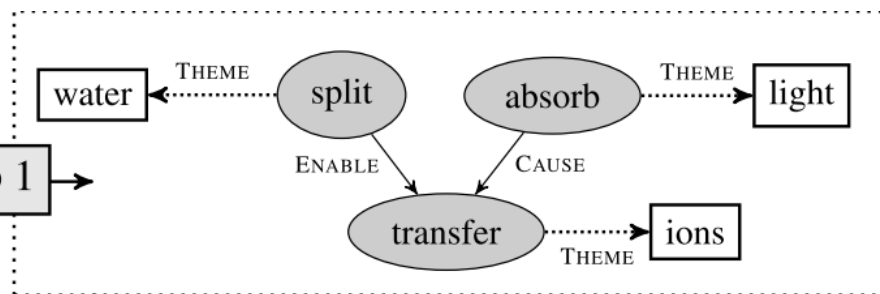 THEME
THEME
water
split
absorb
light
ENABLE
CAUSE
1
transfer
ions
THEME